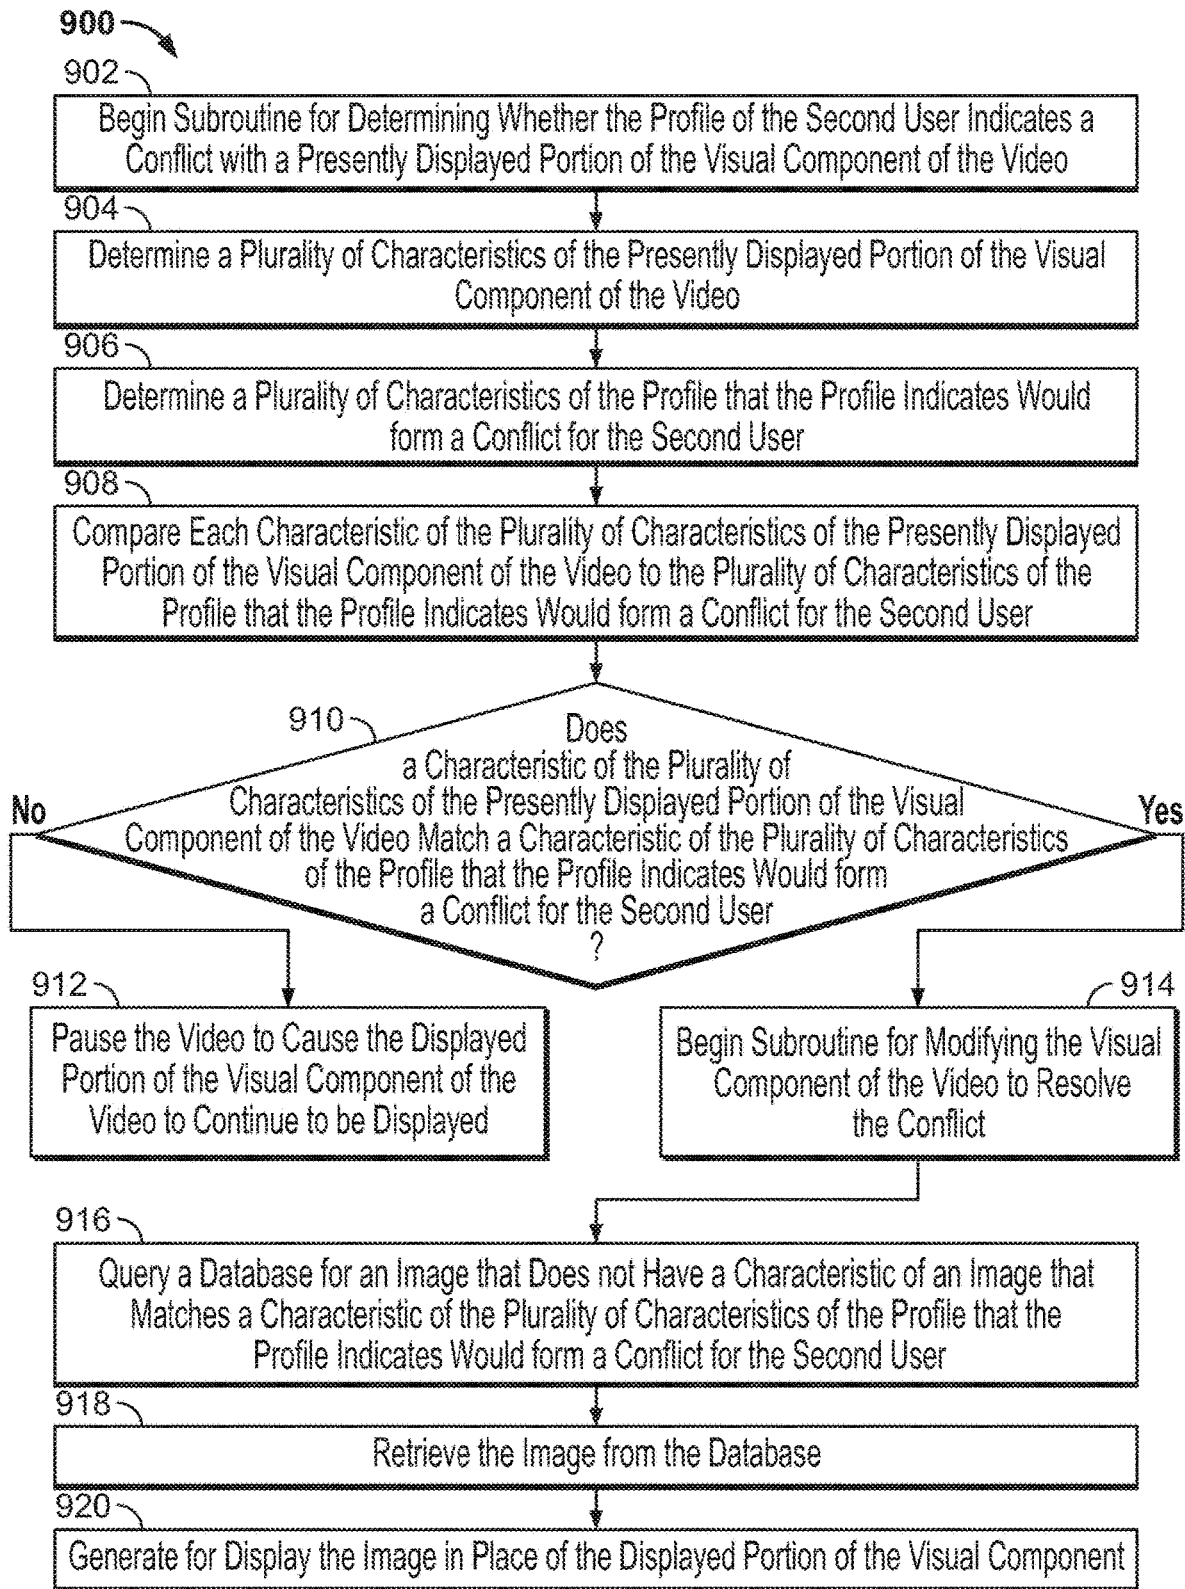 900
902
Begin Subroutine for Determining Whether the Profile of the Second User Indicates a
Conflict with a Presently Displayed Portion of the Visual Component of the Video
904
Determine a Plurality of Characteristics of the Presently Displayed Portion of the Visual
Component of the Video
906
Determine a Plurality of Characteristics of the Profile that the Profile Indicates Would
form a Conflict for the Second User
908
Compare Each Characteristic of the Plurality of Characteristics of the Presently Displayed
Portion of the Visual Component of the Video to the Plurality of Characteristics of the
Profile that the Profile Indicates Would form a Conflict for the Second User
910
Does
a Characteristic of the Plurality of
Characteristics of the Presently Displayed Portion of the Visual
Component of the Video Match a Characteristic of the Plurality of Characteristics
of the Profile that the Profile Indicates Would form
a Conflict for the Second User
?
No
Yes
912
Pause the Video to Cause the Displayed
Portion of the Visual Component of the
Video to Continue to be Displayed
914
Begin Subroutine for Modifying the Visual
Component of the Video to Resolve
the Conflict
916
Query a Database for an Image that Does not Have a Characteristic of an Image that
Matches a Characteristic of the Plurality of Characteristics of the Profile that the
Profile Indicates Would form a Conflict for the Second User
918
Retrieve the Image from the Database
920
Generate for Display the Image in Place of the Displayed Portion of the Visual Component